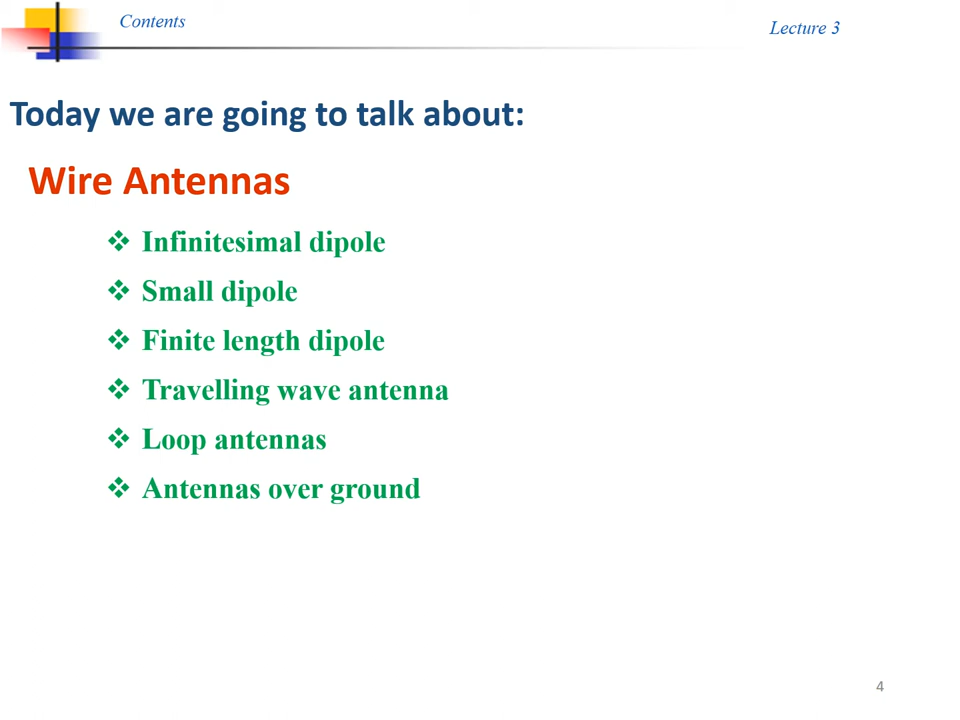 Contents
Lecture 3
Today we are going to talk about:
Wire Antennas
❖ Infinitesimal dipole
❖ Small dipole
❖ Finite length dipole
❖ Travelling wave antenna
❖ Loop antennas
❖ Antennas over ground
4